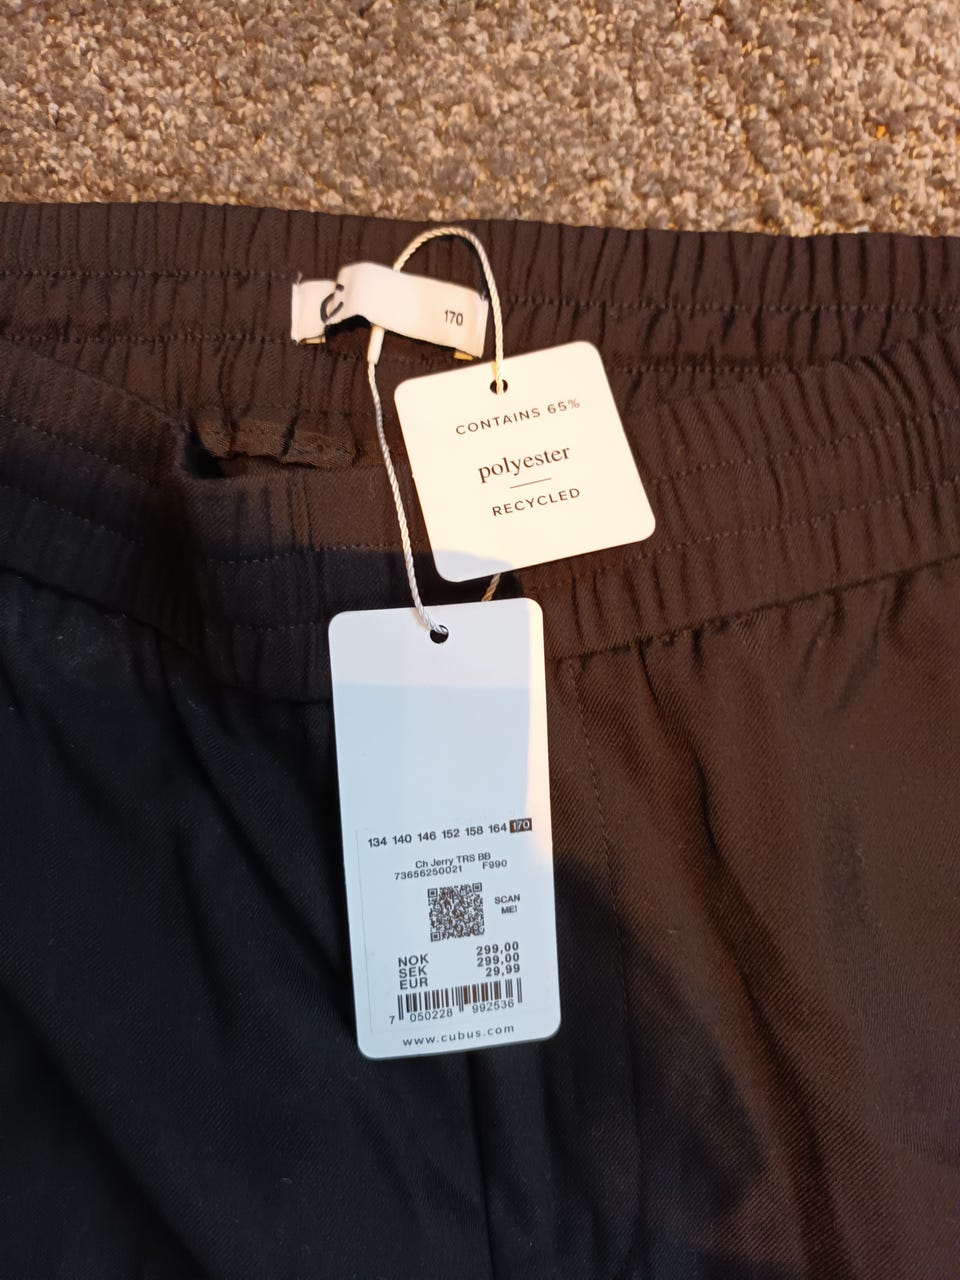 C
170
CONTAINS 65%
polyester
RECYCLED
134 140 146 152 158 164 170
Ch Jerry TRS BB
73656250021 F990
SCAN
ME!
NOK 299,00
SEK 299,00
EUR 29,99
7 050228 992536
www.cubus.com